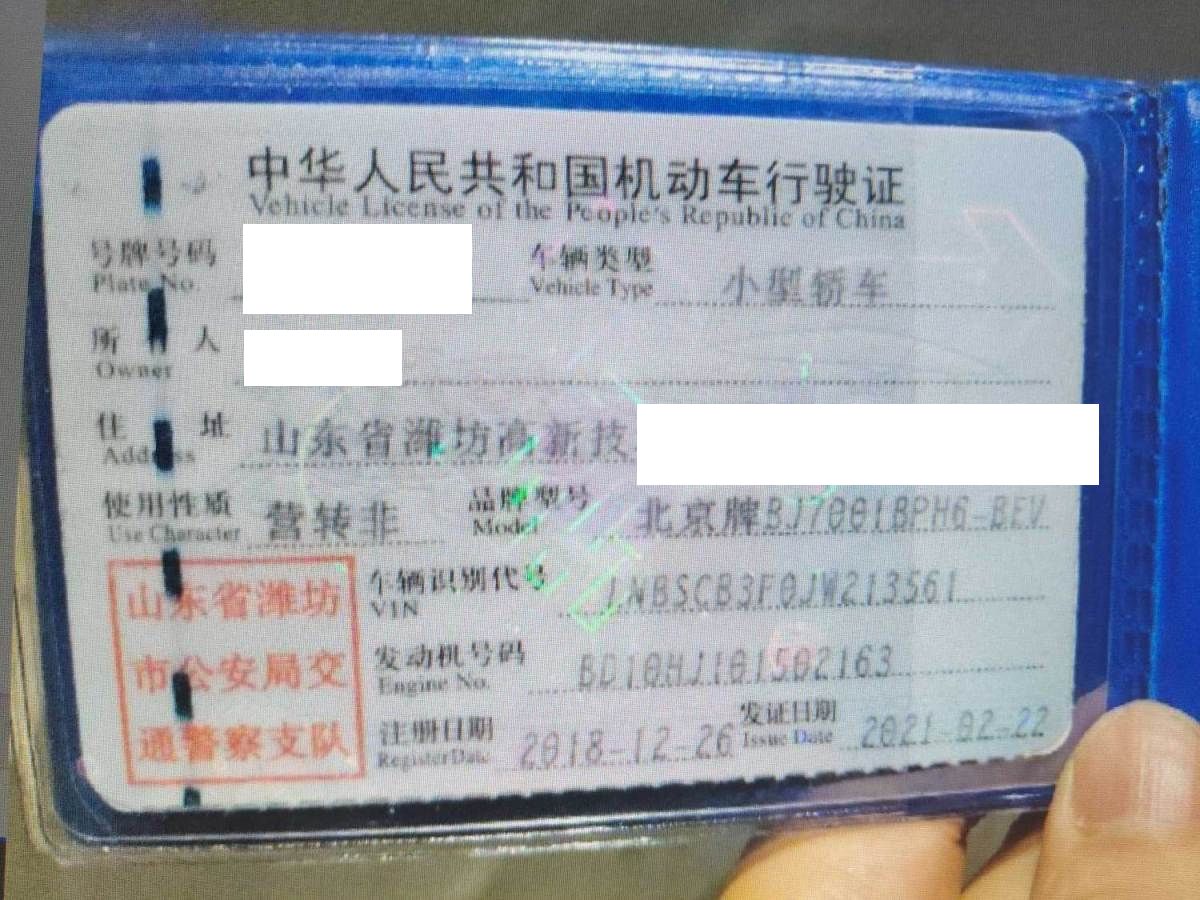 中华人民共和国机动车行驶证
Vehicle License of the People's Republic of China
号牌号码 车辆类型 小型轿车
Plate No. Vehicle Type
所有人
Owner
住址 山东省潍坊高新技
Address
使用性质 营转非 品牌型号 北京牌BJ7001BPH6-BEV
Use Character Model
山东省潍坊
市公安局交
通警察支队
车辆识别代号 LNBSCB3F0JW213561
VIN
发动机号码 BD10HJ101502163
Engine No.
注册日期 2018-12-26 发证日期 2021-02-22
Register Date Issue Date